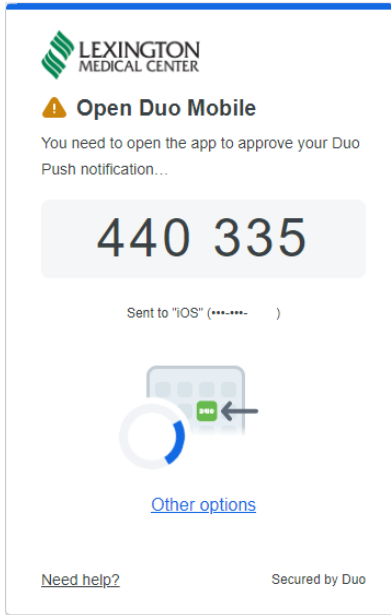 LEXINGTON
MEDICAL CENTER
Open Duo Mobile
You need to open the app to approve your Duo
Push notification...
440 335
Sent to "iOS" (•••-•••-      )
DUO
Other options
Need help?
Secured by Duo